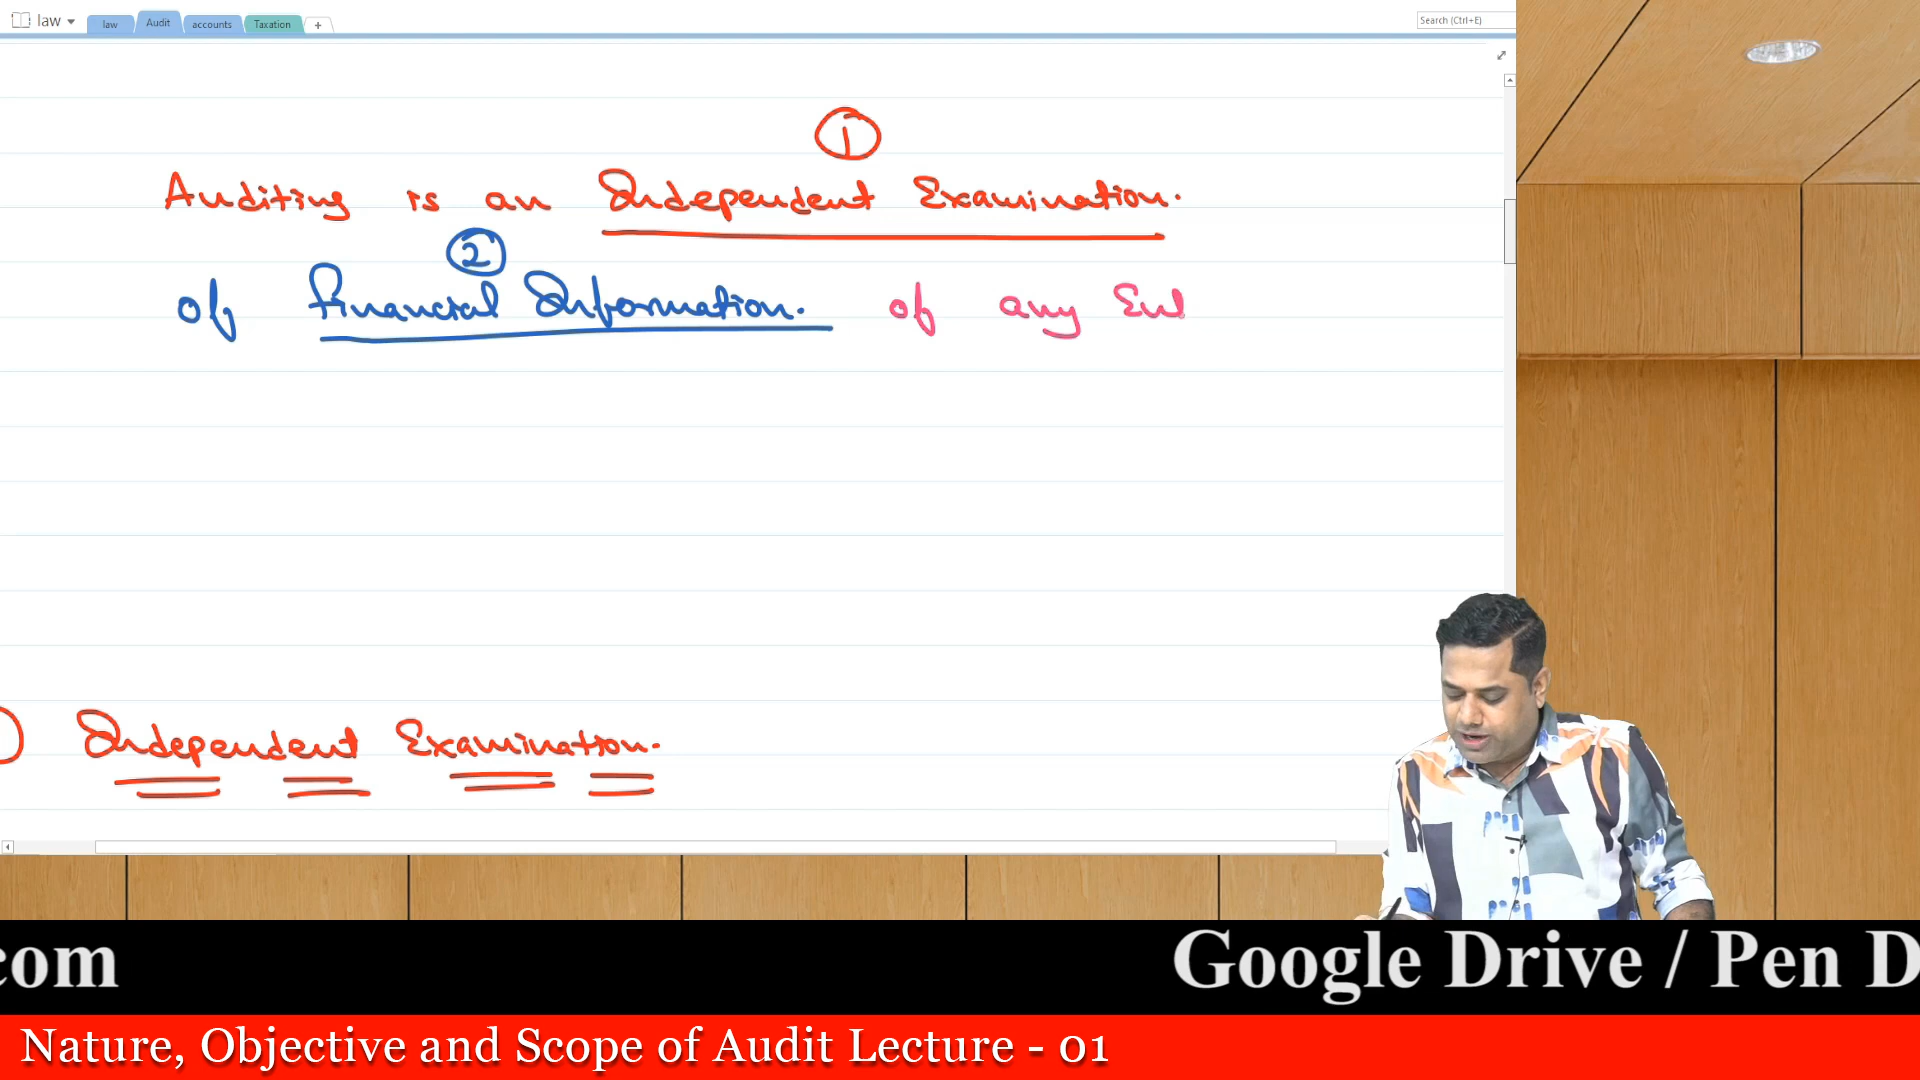 law
law Audit accounts Taxation +
Search (Ctrl+E)
1
Auditing is an Independent Examination.
2
of financial Information. of any Ent
Independent Examination.
com Google Drive / Pen D
Nature, Objective and Scope of Audit Lecture - 01